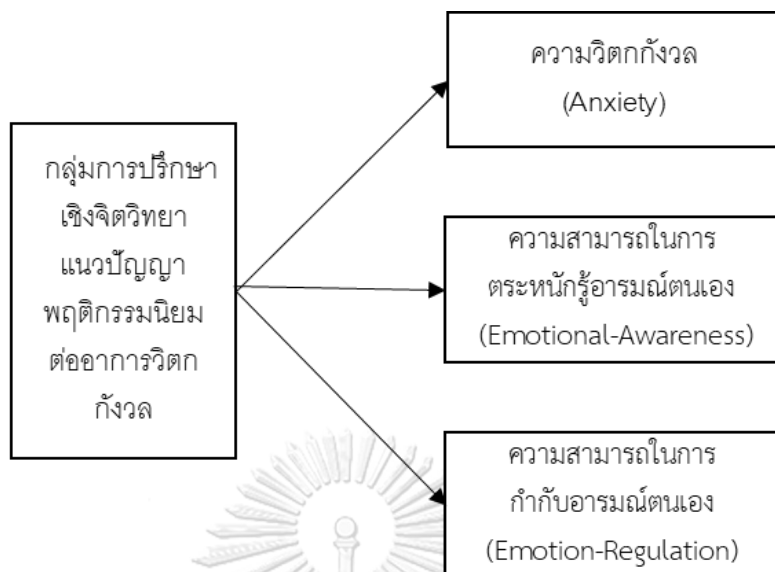 กลุ่มการปรึกษา
เชิงจิตวิทยา
แนวปัญญา
พฤติกรรมนิยม
ต่ออาการวิตก
กังวล
ความวิตกกังวล
(Anxiety)
ความสามารถในการ
ตระหนักรู้อารมณ์ตนเอง
(Emotional-Awareness)
ความสามารถในการ
กำกับอารมณ์ตนเอง
(Emotion-Regulation)